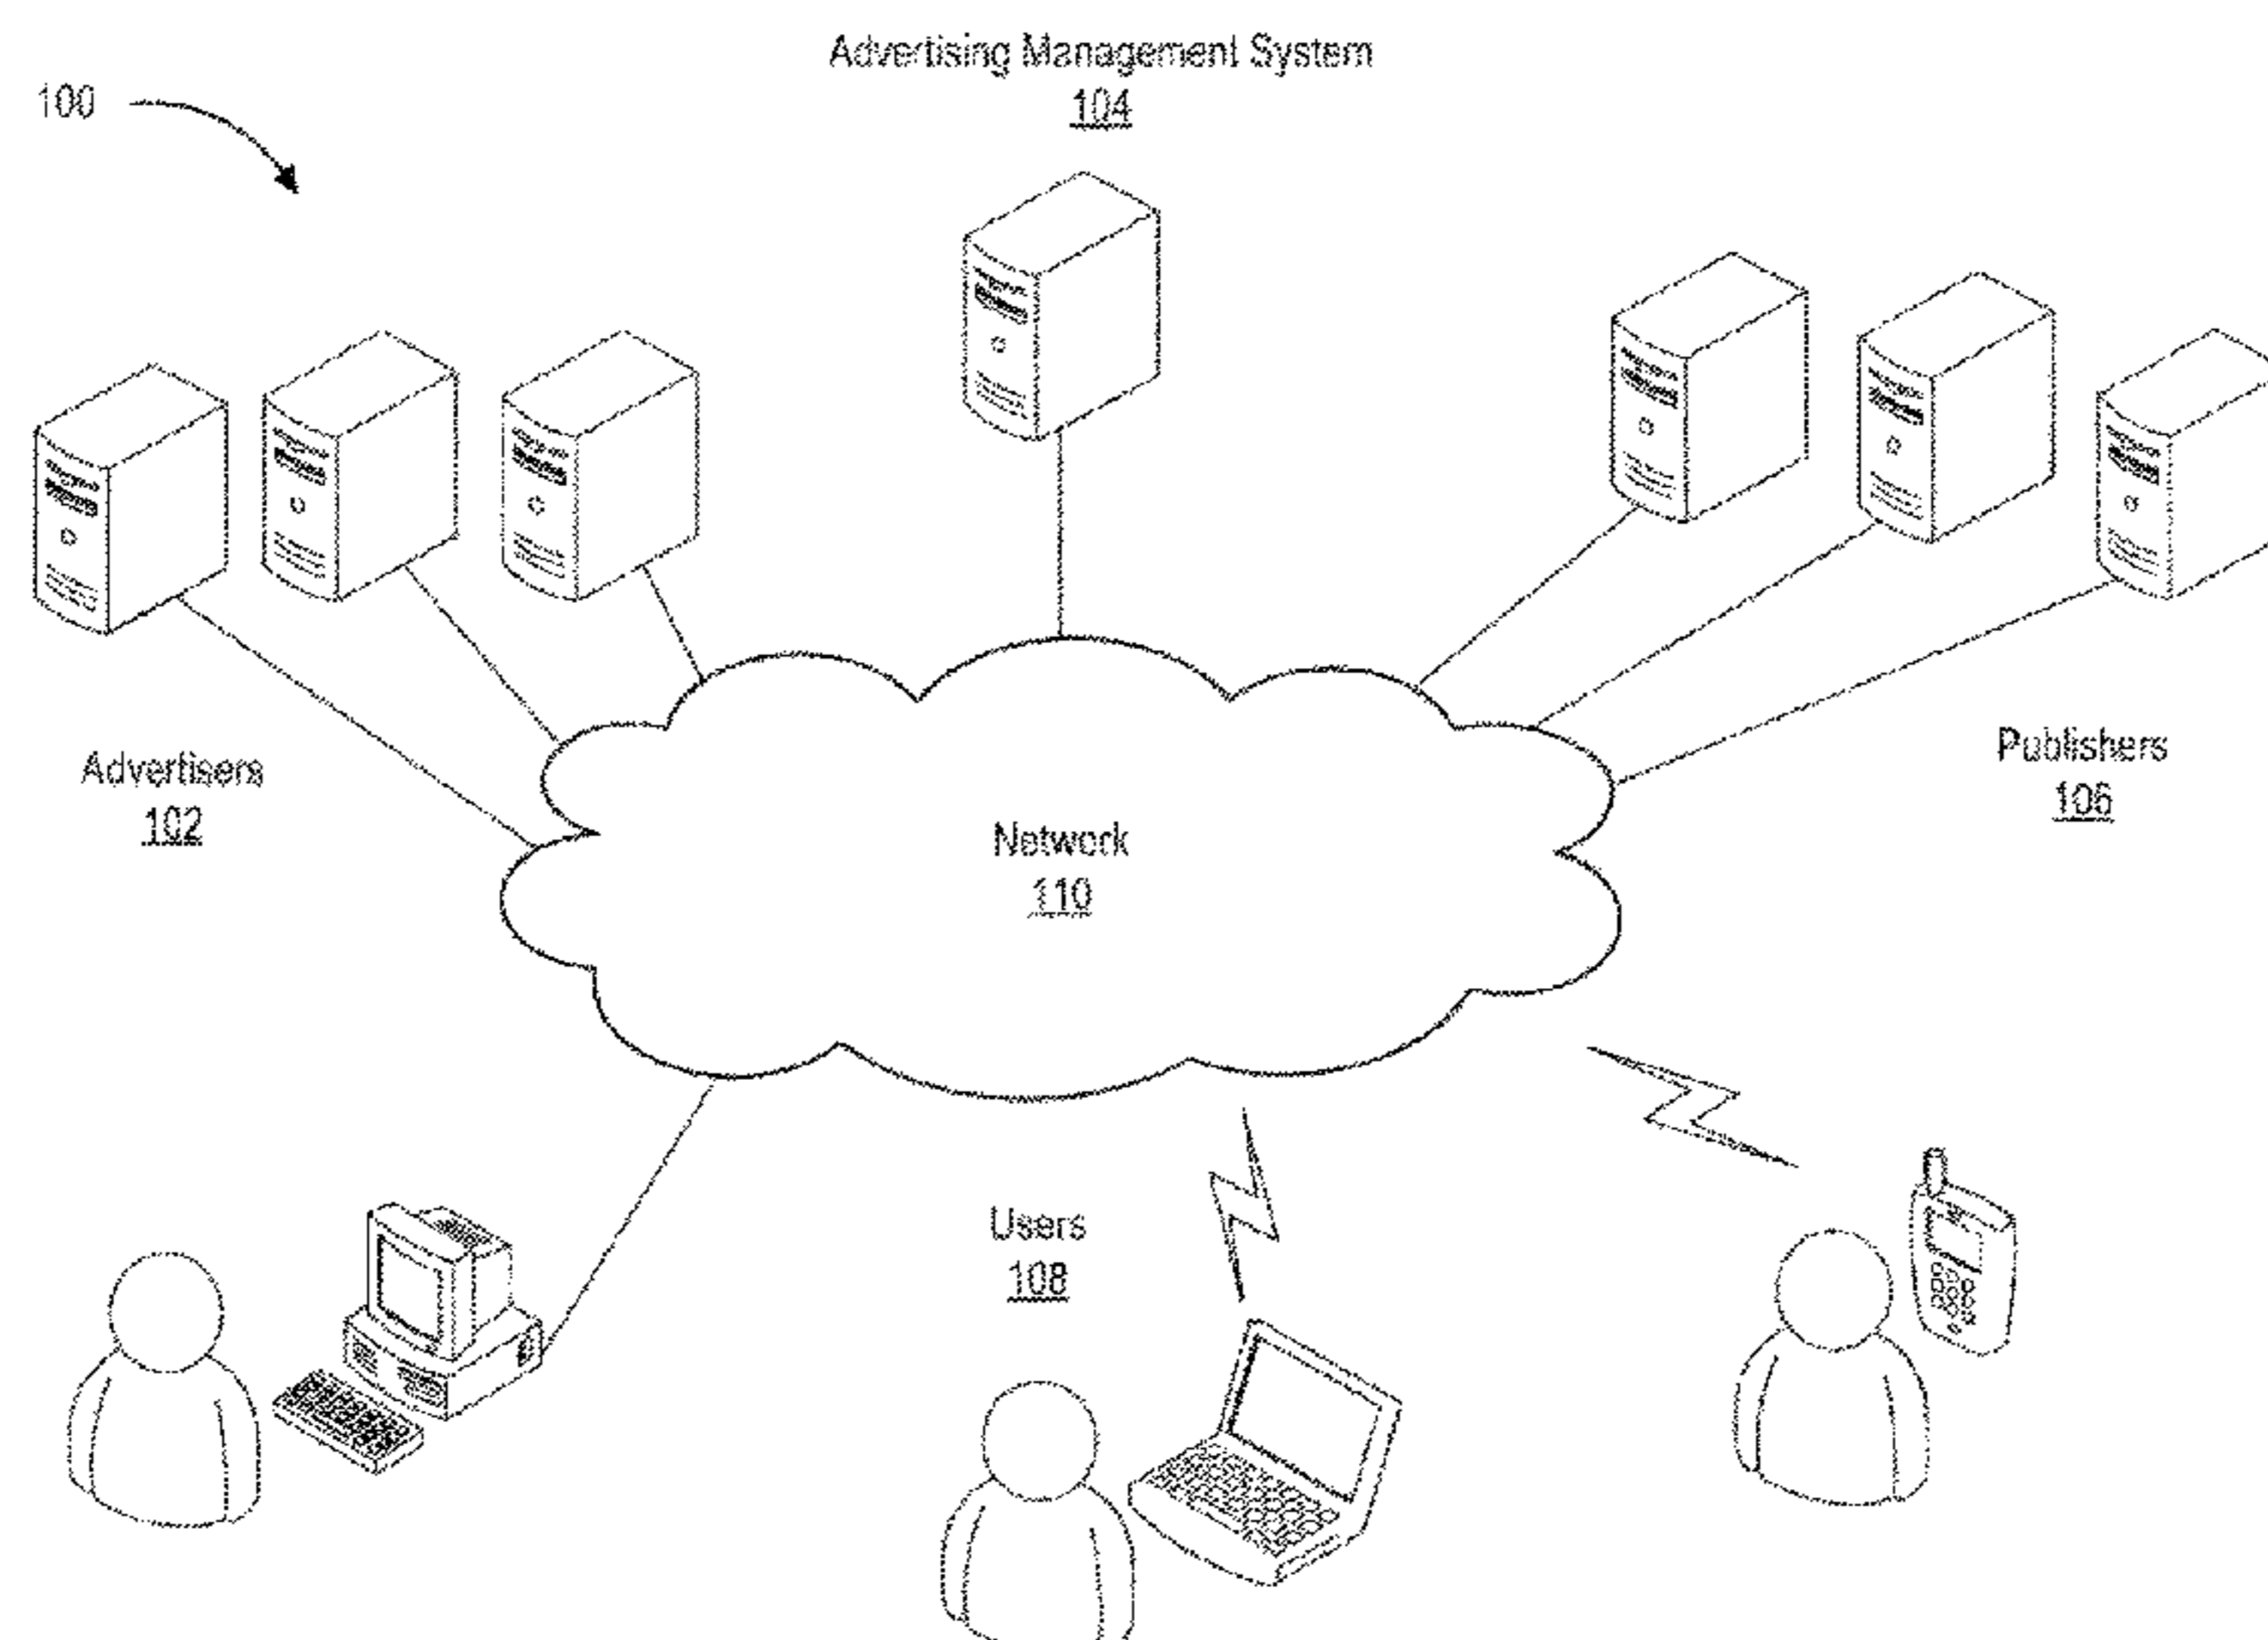 Advertising Management System
104
100
Advertisers
102
Publishers
106
Network
110
Users
108